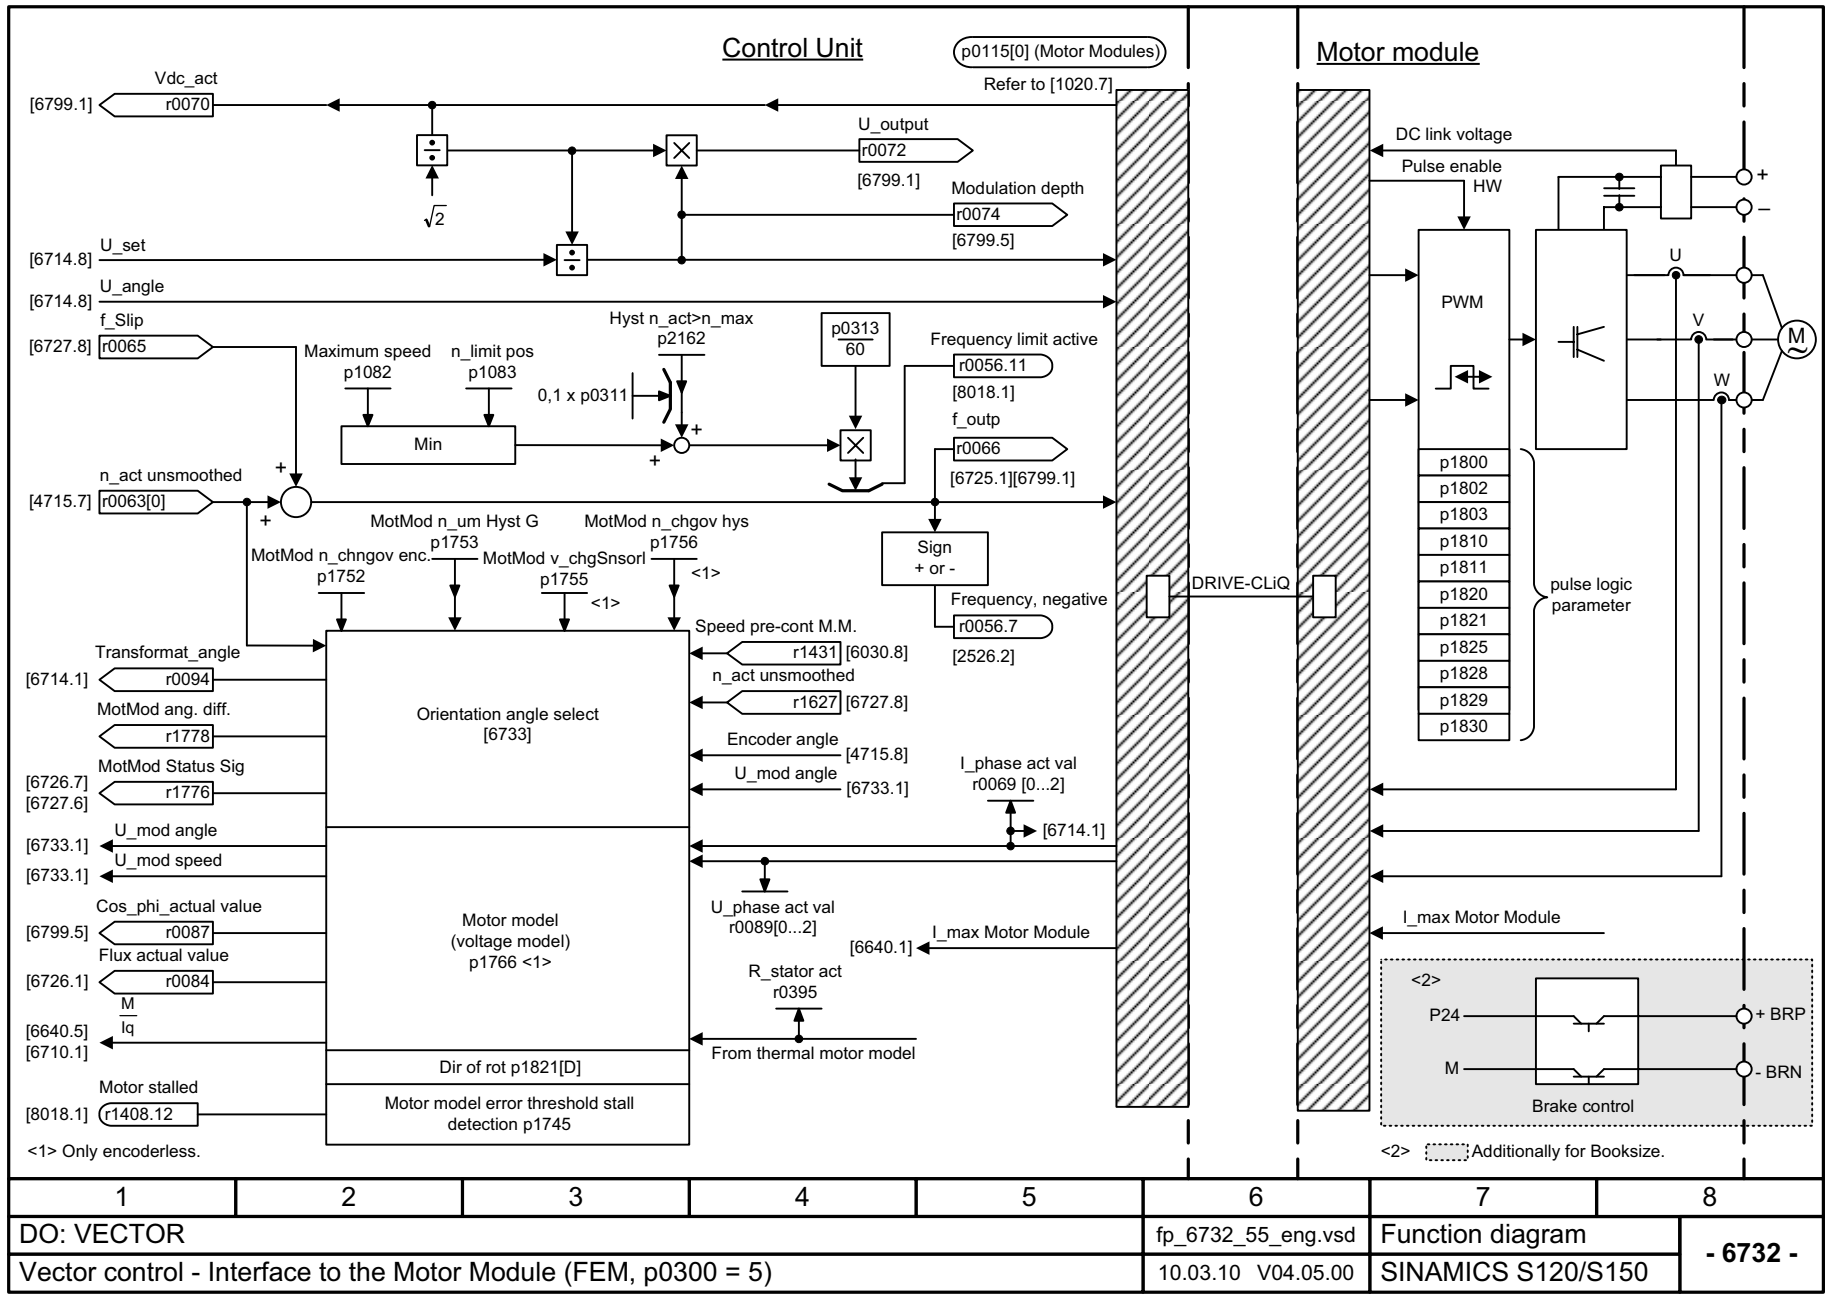 Control Unit
p0115[0] (Motor Modules)
Refer to [1020.7]
Motor module
Vdc_act
[6799.1] r0070
÷
√2
×
U_output
r0072
[6799.1]
Modulation depth
r0074
[6799.5]
DC link voltage
Pulse enable
HW
+
–
U_set
[6714.8]
÷
U_angle
[6714.8]
f_Slip
[6727.8] r0065
Maximum speed
p1082
n_limit pos
p1083
Min
Hyst n_act>n_max
p2162
0,1 x p0311
+
+
p0313
60
×
Frequency limit active
r0056.11
[8018.1]
f_outp
r0066
[6725.1][6799.1]
n_act unsmoothed
[4715.7] r0063[0]
+
+
Sign
+ or -
Frequency, negative
r0056.7
[2526.2]
MotMod n_um Hyst G
p1753
MotMod n_chgov hys
p1756
<1>
MotMod n_chngov enc.
p1752
MotMod v_chgSnsorl
p1755
<1>
PWM
U
V
W
M
~
p1800
p1802
p1803
p1810
p1811
p1820
p1821
p1825
p1828
p1829
p1830
pulse logic
parameter
DRIVE-CLiQ
Transformat_angle
[6714.1] r0094
MotMod ang. diff.
r1778
MotMod Status Sig
[6726.7]
[6727.6]
r1776
U_mod angle
[6733.1]
U_mod speed
[6733.1]
Cos_phi_actual value
[6799.5] r0087
Flux actual value
[6726.1] r0084
M
Iq
[6640.5]
[6710.1]
Motor stalled
[8018.1] r1408.12
<1> Only encoderless.
Orientation angle select
[6733]
Motor model
(voltage model)
p1766 <1>
Dir of rot p1821[D]
Motor model error threshold stall
detection p1745
Speed pre-cont M.M.
r1431 [6030.8]
n_act unsmoothed
r1627 [6727.8]
Encoder angle
[4715.8]
U_mod angle
[6733.1]
I_phase act val
r0069 [0...2]
[6714.1]
U_phase act val
r0089[0...2]
I_max Motor Module
[6640.1]
R_stator act
r0395
From thermal motor model
I_max Motor Module
<2>
P24
+ BRP
M
- BRN
Brake control
<2> Additionally for Booksize.
1 2 3 4 5 6 7 8
DO: VECTOR
fp_6732_55_eng.vsd
Function diagram
- 6732 -
Vector control - Interface to the Motor Module (FEM, p0300 = 5)
10.03.10 V04.05.00
SINAMICS S120/S150